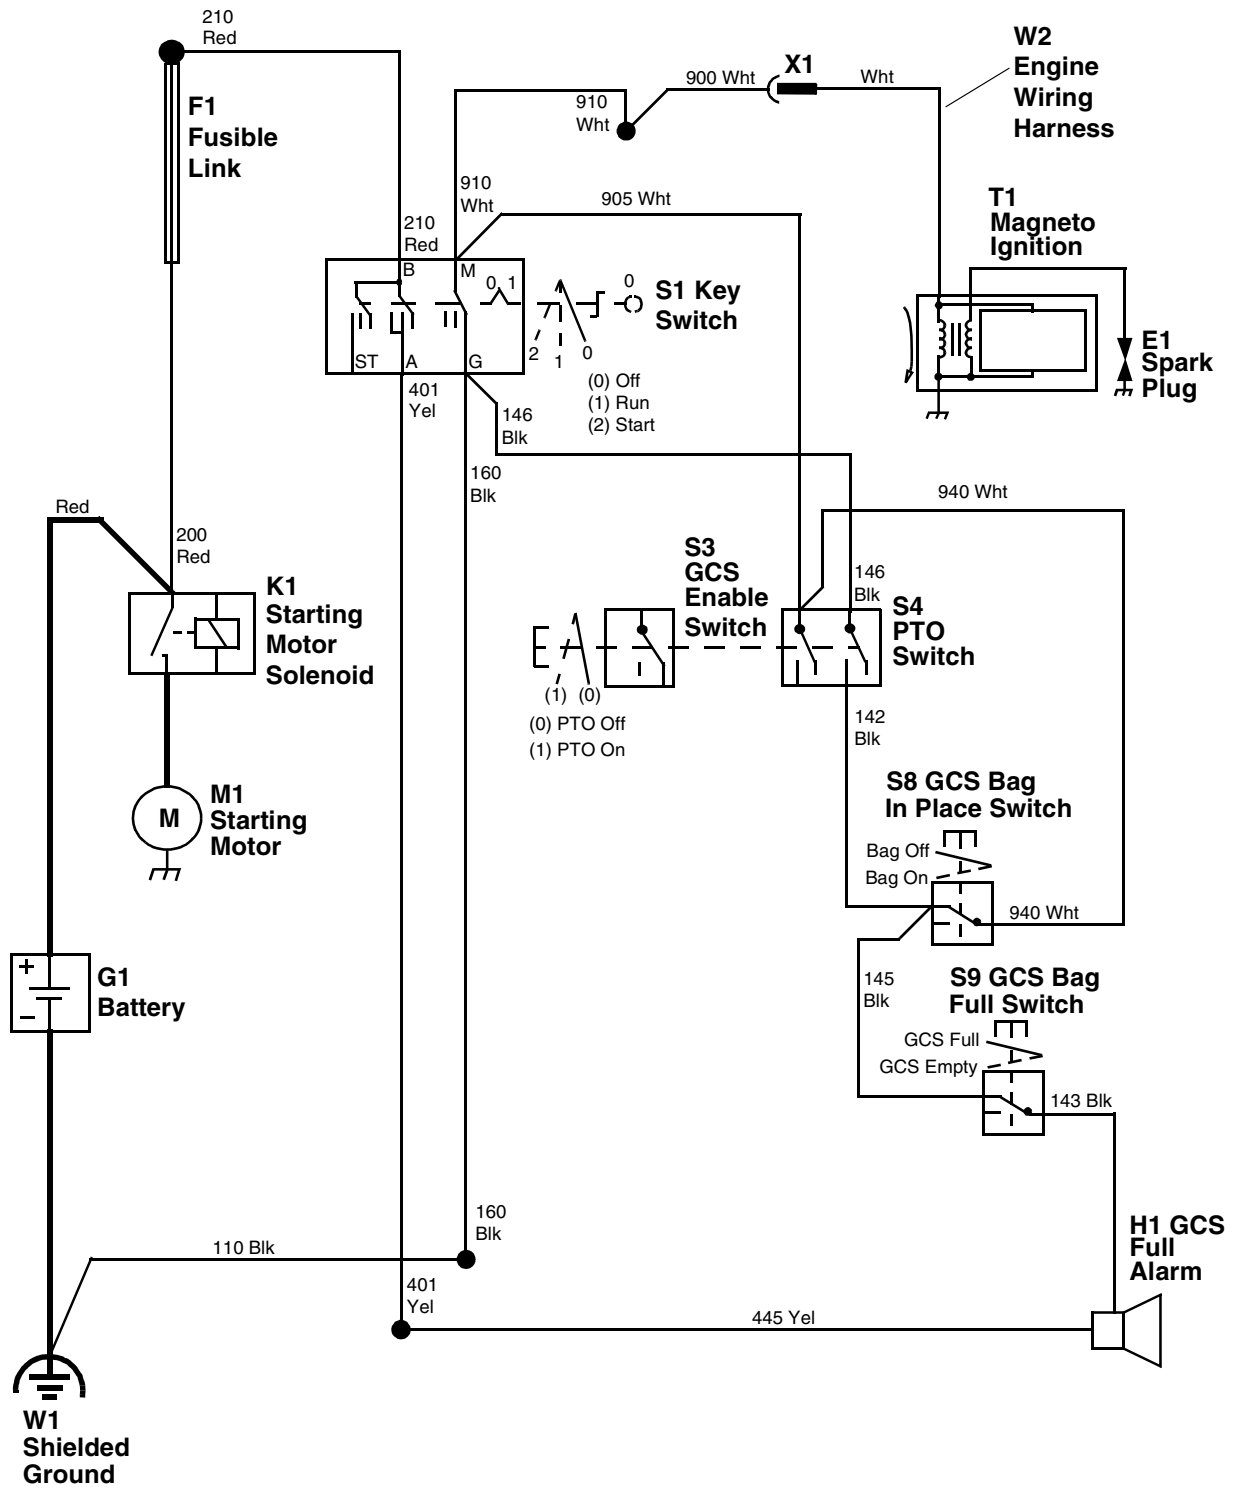 210
Red
F1
Fusible
Link
910
Wht
900 Wht
X1
Wht
W2
Engine
Wiring
Harness
910
Wht
905 Wht
210
Red
T1
Magneto
Ignition
B
M
0 1
0
S1 Key
Switch
2
1
0
ST
A
G
(0) Off
(1) Run
(2) Start
E1
Spark
Plug
401
Yel
146
Blk
160
Blk
940 Wht
Red
200
Red
K1
Starting
Motor
Solenoid
S3
GCS
Enable
Switch
146
Blk
S4
PTO
Switch
(1) (0)
(0) PTO Off
(1) PTO On
142
Blk
M
M1
Starting
Motor
S8 GCS Bag
In Place Switch
Bag Off
Bag On
940 Wht
+
−
G1
Battery
145
Blk
S9 GCS Bag
Full Switch
GCS Full
GCS Empty
143 Blk
160
Blk
110 Blk
H1 GCS
Full
Alarm
401
Yel
445 Yel
W1
Shielded
Ground